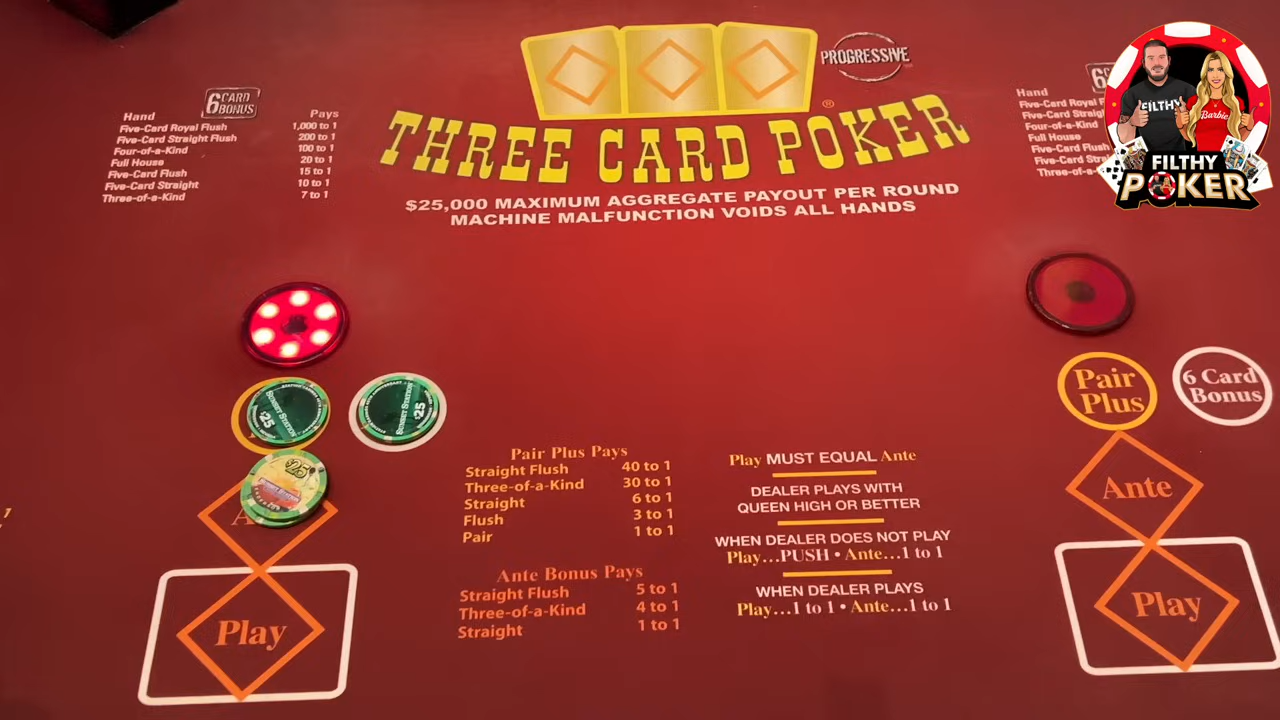 PROGRESSIVE
THREE CARD POKER
®
$25,000 MAXIMUM AGGREGATE PAYOUT PER ROUND
MACHINE MALFUNCTION VOIDS ALL HANDS
6 CARD BONUS
Hand Pays
Five-Card Royal Flush 1,000 to 1
Five-Card Straight Flush 200 to 1
Four-of-a-Kind 100 to 1
Full House 20 to 1
Five-Card Flush 15 to 1
Five-Card Straight 10 to 1
Three-of-a-Kind 7 to 1
6
Hand
Five-Card Royal
Five-Card
Four-of-a-Kind
Full House
Five-Card Flush
Five-Card
FILTHY
Barbie
FILTHY
POKER
SUNSET STATION
$25
SUNSET STATION
$25
$25
Pair
Plus
6 Card
Bonus
Ante
Play
Play
Pair Plus Pays
Straight Flush 40 to 1
Three-of-a-Kind 30 to 1
Straight 6 to 1
Flush 3 to 1
Pair 1 to 1
Ante Bonus Pays
Straight Flush 5 to 1
Three-of-a-Kind 4 to 1
Straight 1 to 1
Play MUST EQUAL Ante
DEALER PLAYS WITH
QUEEN HIGH OR BETTER
WHEN DEALER DOES NOT PLAY
Play...PUSH • Ante...1 to 1
WHEN DEALER PLAYS
Play...1 to 1 • Ante...1 to 1